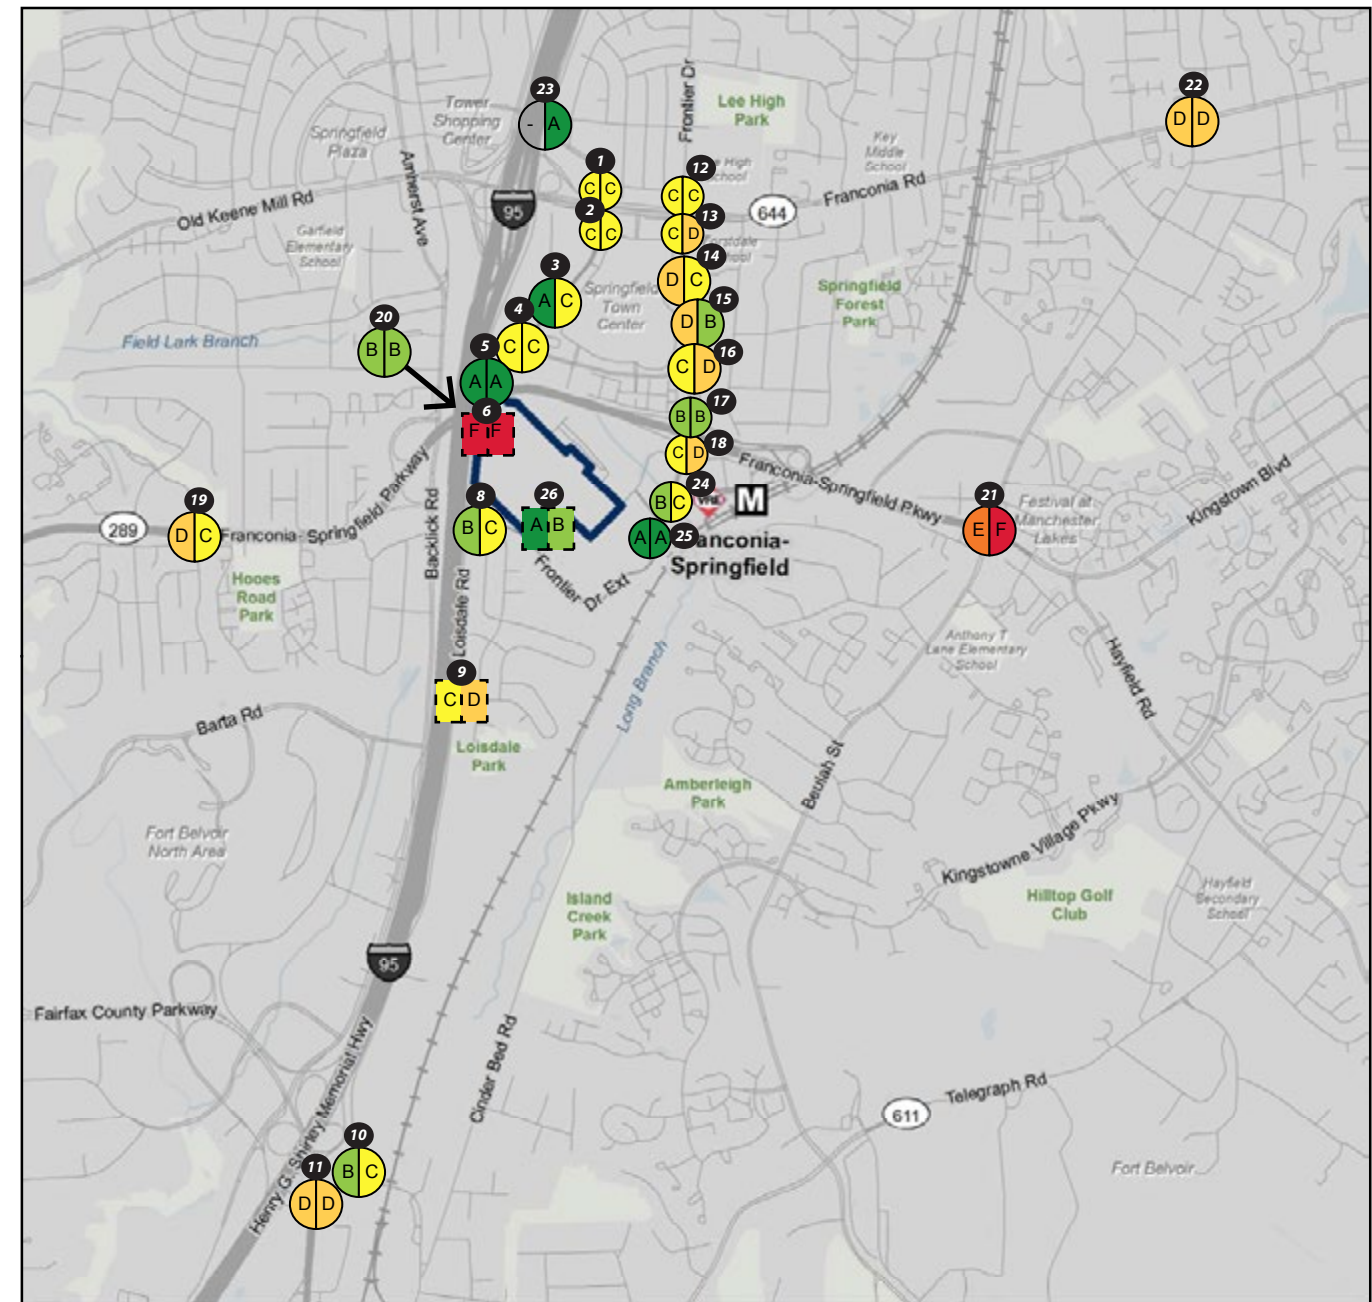 Frontier Dr
22
D D
23
- A
Tower
Shopping
Center
Lee High
Park
Springfield
Plaza
Key
Middle
School
Amherst Ave
1
C C
12
C C
High
School
Franconia Rd
Old Keene Mill Rd
95
2
C C
13
C D
644
Garfield
Elementary
School
3
A C
14
D C
Springfield
Town
Center
Springfield
Forest
Park
15
D B
20
B B
4
C C
Field Lark Branch
5
A A
16
C D
6
F F
17
B B
18
C D
Franconia-Springfield Pkwy
Kingstown Blvd
19
D C
289
Franconia-Springfield Parkway
Backlick Rd
8
B C
26
A B
24
B C
M
25
A A
Franconia-
Springfield
21
E F
Festival at
Manchester
Lakes
Hooes
Road
Park
Loisdale Rd
Frontier Dr Ext
9
C D
Long Branch
Anthony T
Lane Elementary
School
Hayfield Rd
Barta Rd
Loisdale
Park
Amberleigh
Park
Beulah St
Fort Belvoir
North Area
Kingstowne Village Pkwy
Island
Creek
Park
Hilltop Golf
Club
Hayfield
Secondary
School
95
Fairfax County Parkway
Henry G. Shirley Memorial Hwy
Cinder Bed Rd
Telegraph Rd
611
10
B C
11
D D
Fort Belvoir